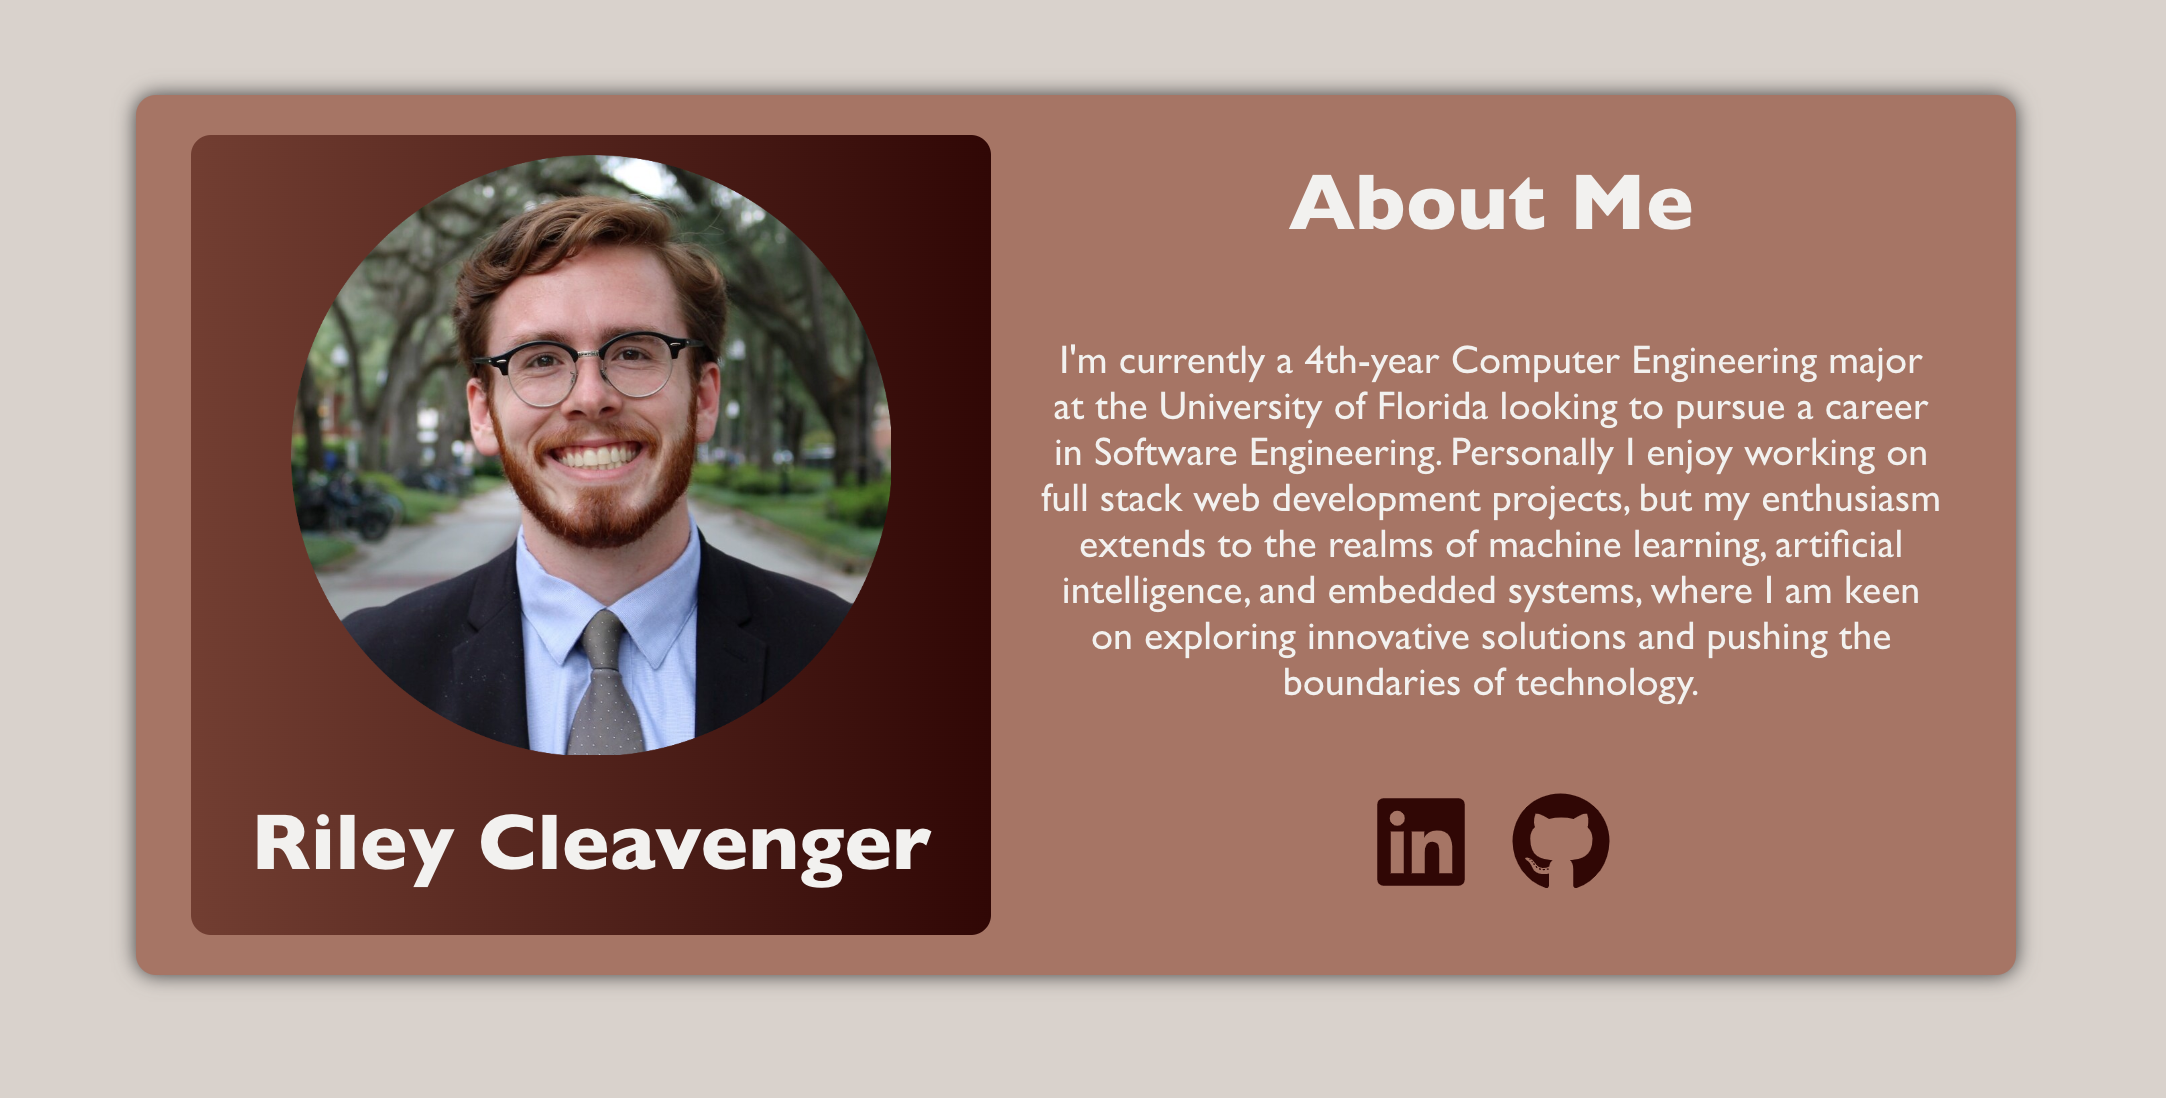 Riley Cleavenger
About Me
I'm currently a 4th-year Computer Engineering major
at the University of Florida looking to pursue a career
in Software Engineering. Personally I enjoy working on
full stack web development projects, but my enthusiasm
extends to the realms of machine learning, artificial
intelligence, and embedded systems, where I am keen
on exploring innovative solutions and pushing the
boundaries of technology.
in